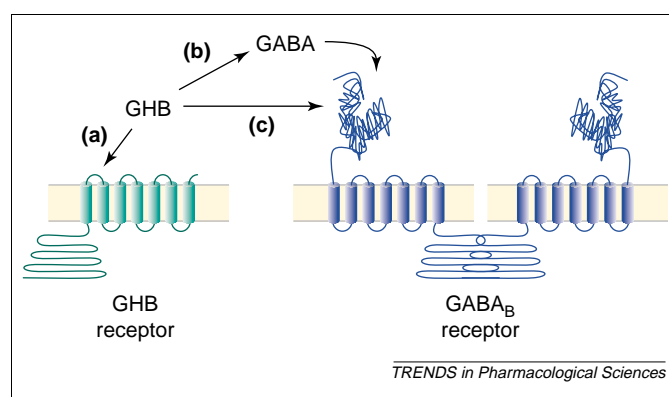 (b) GABA
GHB
(a)
(c)
GHB
receptor
GABAB
receptor
TRENDS in Pharmacological Sciences